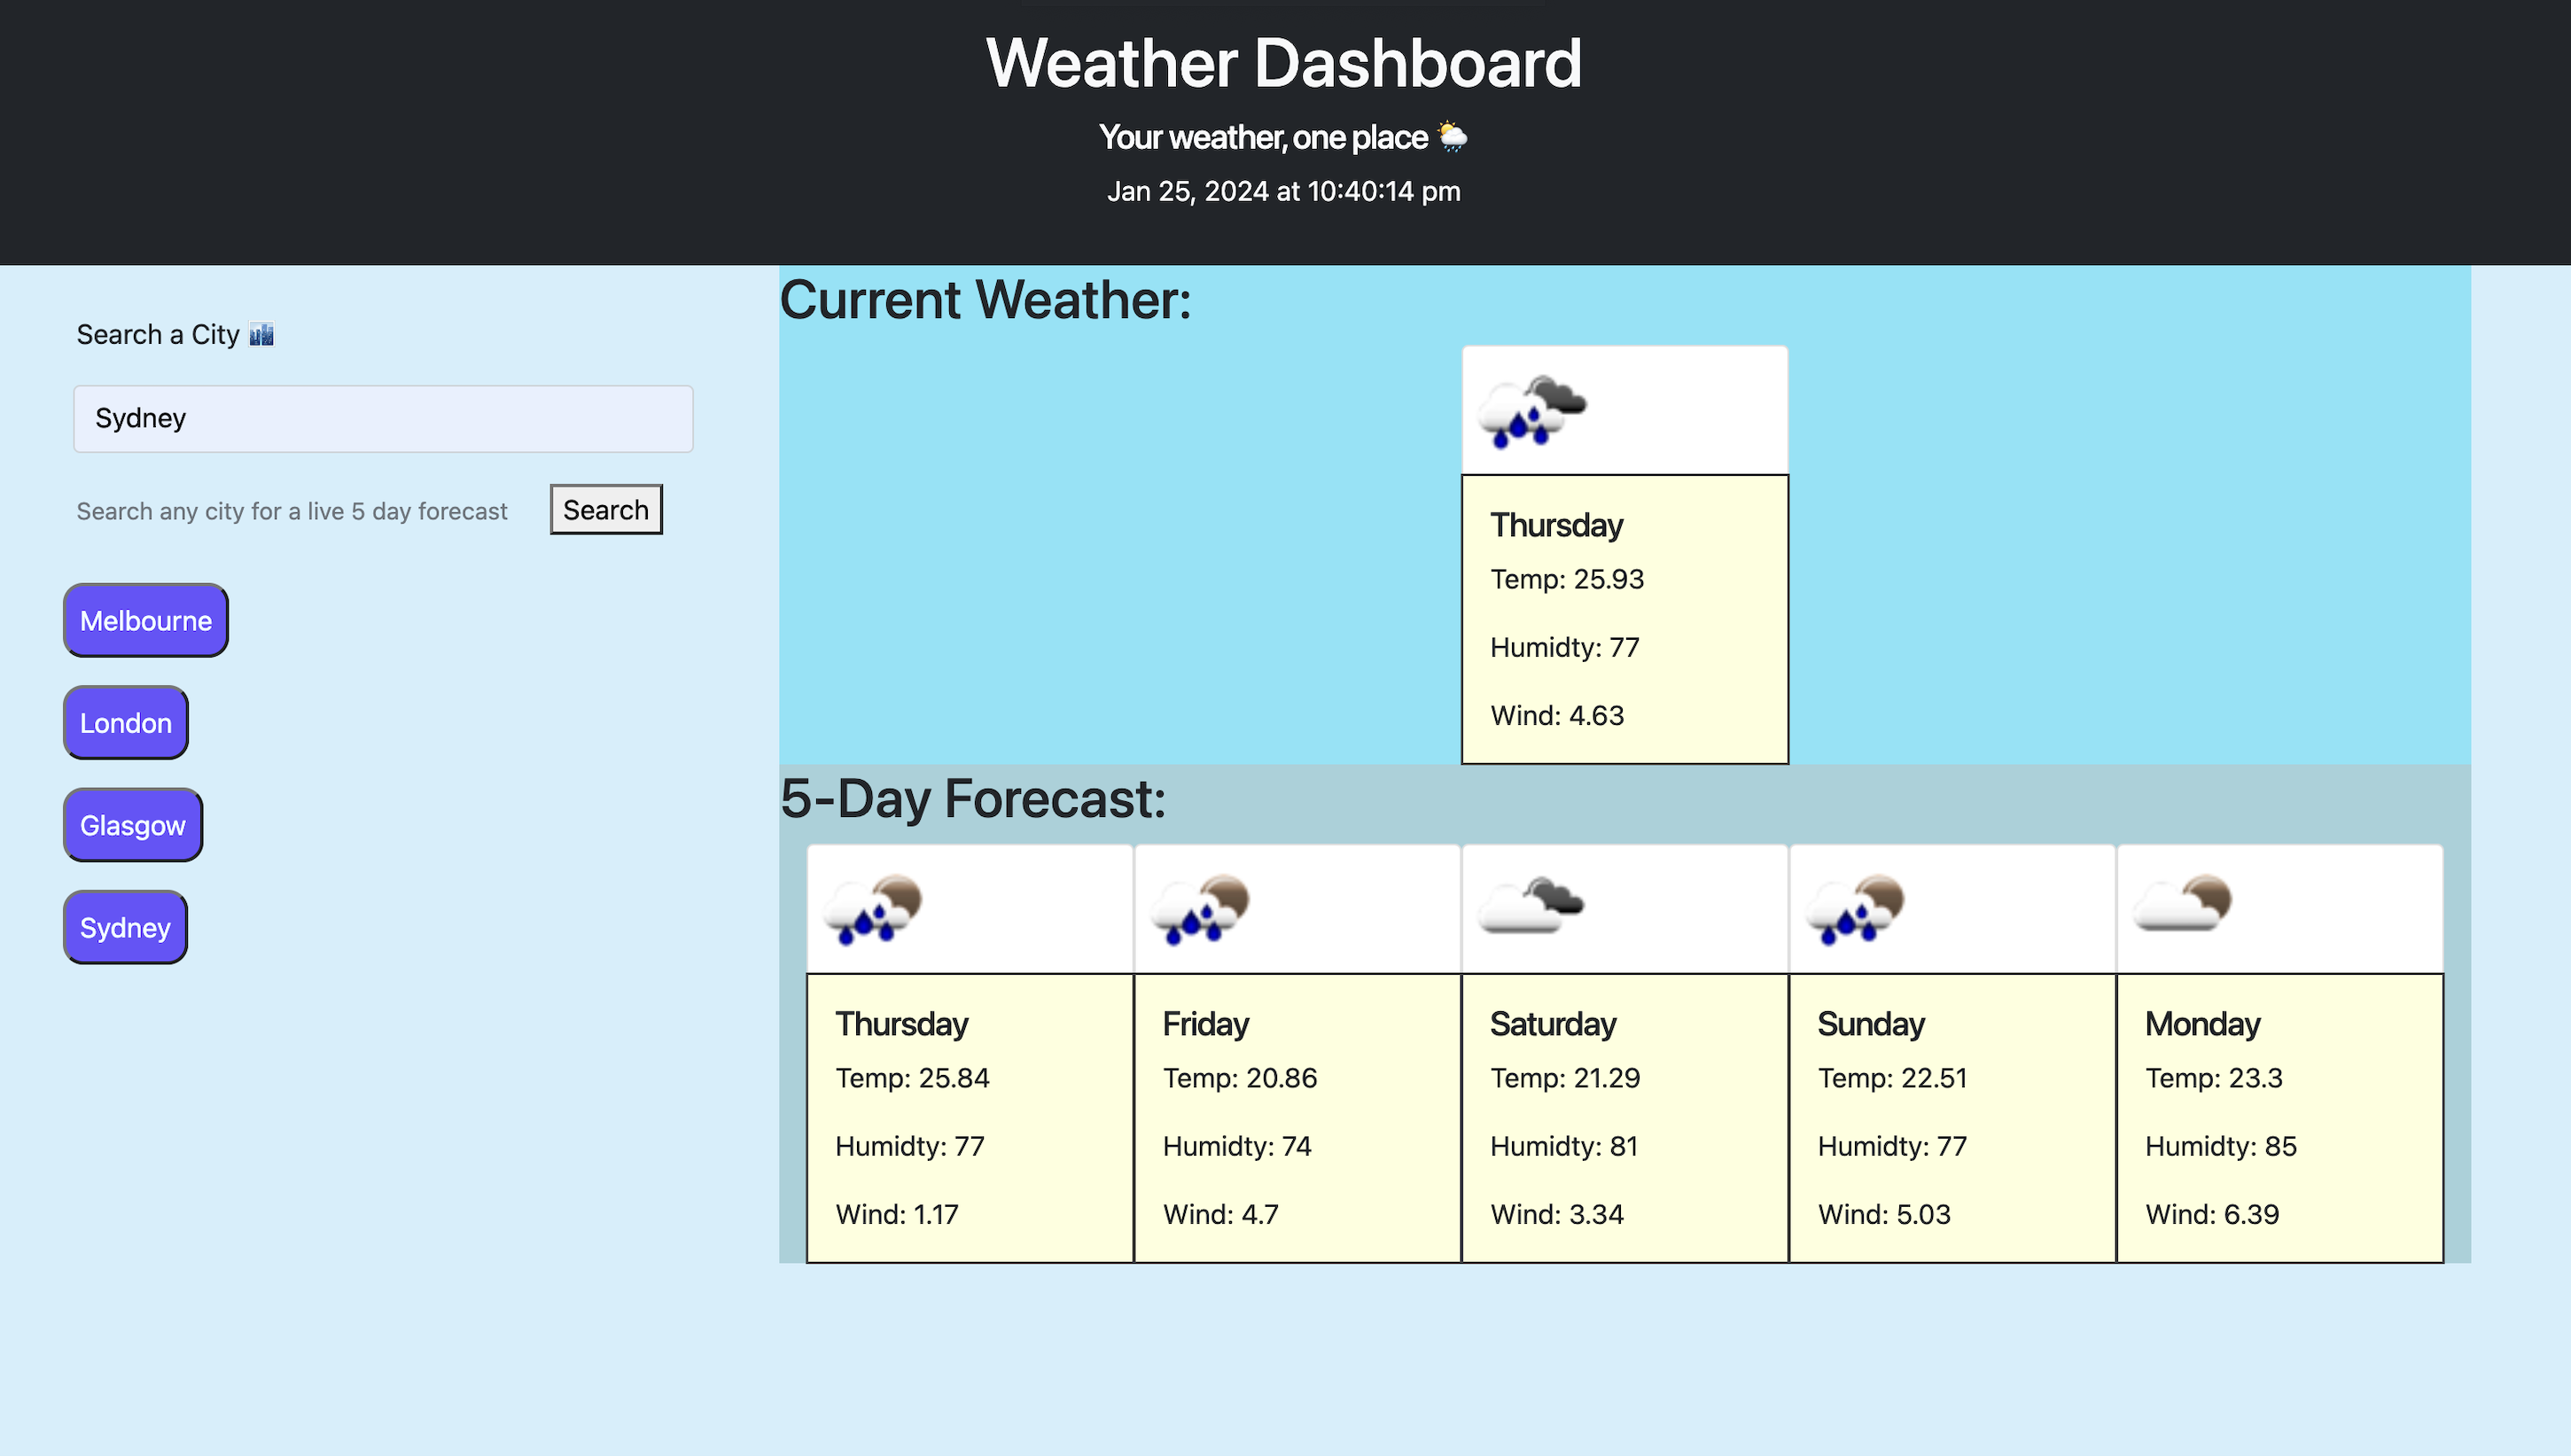 Weather Dashboard
Your weather, one place 🌦️
Jan 25, 2024 at 10:40:14 pm
Search a City 🏙️
Sydney
Search any city for a live 5 day forecast
Search
Melbourne
London
Glasgow
Sydney
Current Weather:
Thursday
Temp: 25.93
Humidty: 77
Wind: 4.63
5-Day Forecast:
Thursday
Temp: 25.84
Humidty: 77
Wind: 1.17
Friday
Temp: 20.86
Humidty: 74
Wind: 4.7
Saturday
Temp: 21.29
Humidty: 81
Wind: 3.34
Sunday
Temp: 22.51
Humidty: 77
Wind: 5.03
Monday
Temp: 23.3
Humidty: 85
Wind: 6.39